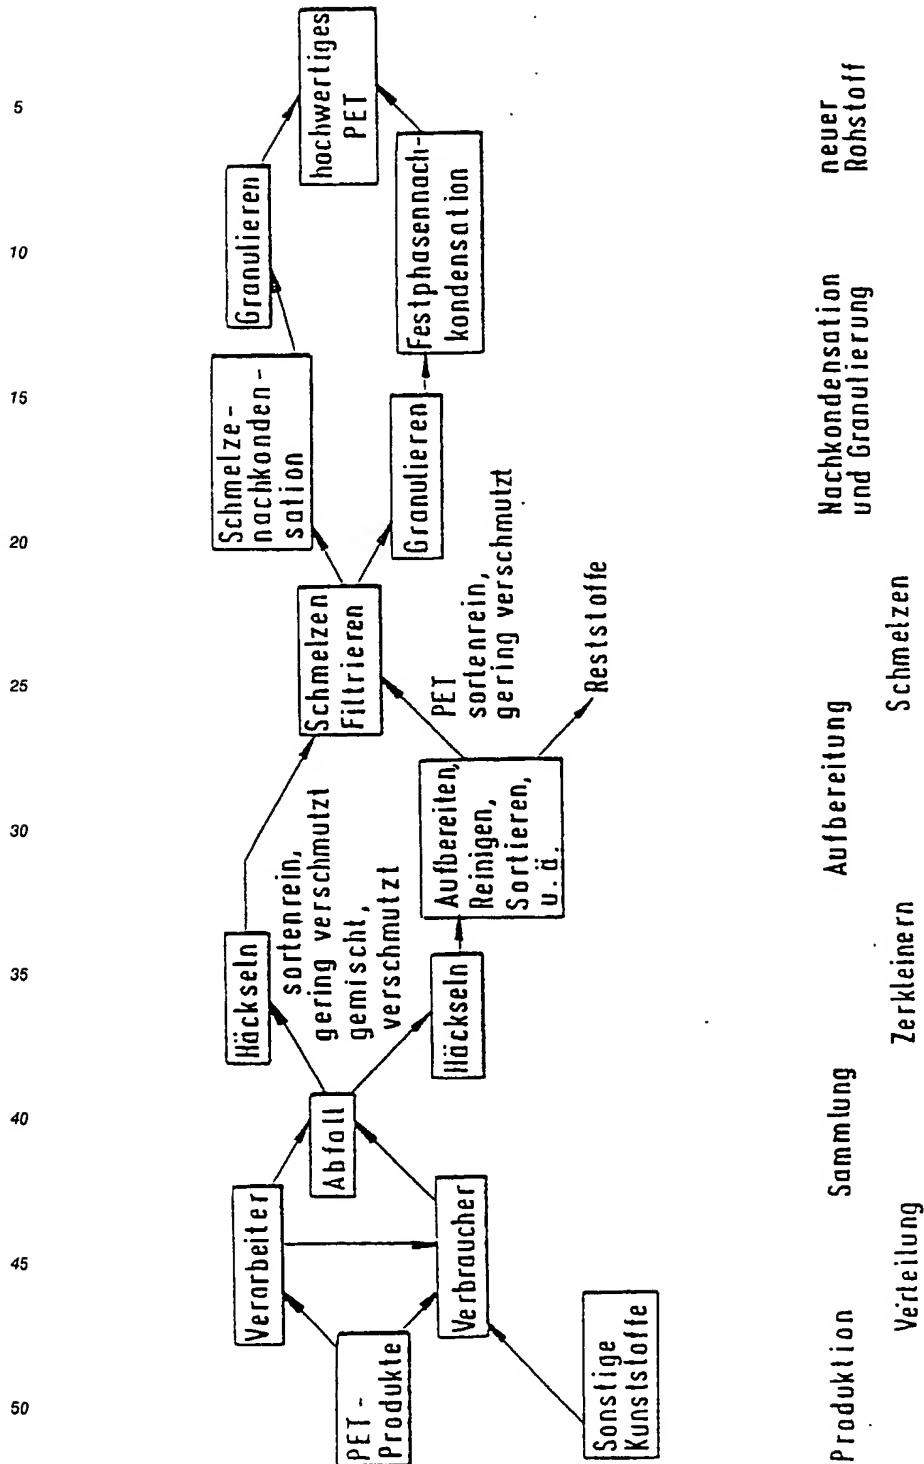 5
10
15
20
25
30
35
40
45
50
PET-
Produkte
Sonstige
Kunststoffe
Verarbeiter
Verbraucher
Abfall
Häckseln
sortenrein,
gering verschmutzt
gemischt,
verschmutzt
Häckseln
Aufbereiten,
Reinigen,
Sortieren,
u. ä.
Schmelzen
Filtrieren
PET
sortenrein,
gering verschmutzt
Reststoffe
Schmelze-
nachkonden-
sation
Granulieren
Granulieren
Festphasennach-
kondensation
hochwertiges
PET
Produktion
Verteilung
Sammlung
Zerkleinern
Aufbereitung
Schmelzen
Nachkondensation
und Granulierung
neuer
Rohstoff